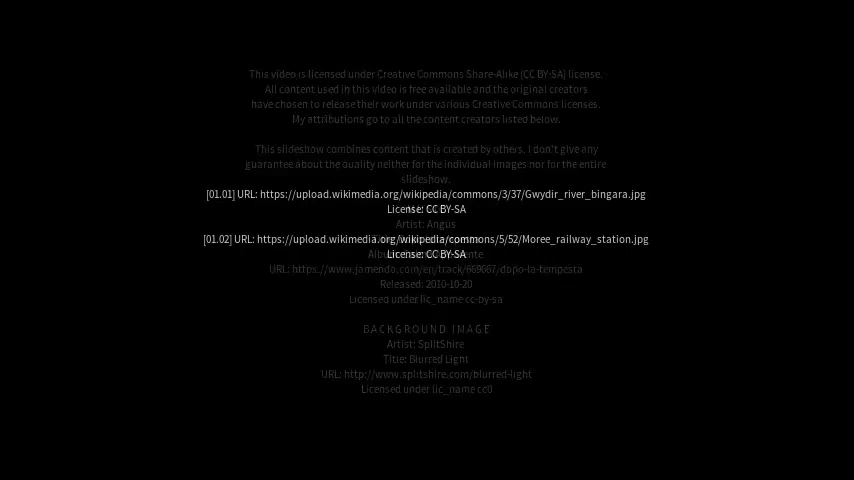 This video is licensed under Creative Commons Share-Alike (CC BY-SA) license.
All content used in this video is free available and the original creators
have chosen to release their work under various Creative Commons licenses.
My attributions go to all the content creators listed below.
This slideshow combines content that is created by others. I don't give any
guarantee about the quality neither for the individual images nor for the entire
slideshow.
[01.01] URL: https://upload.wikimedia.org/wikipedia/commons/3/37/Gwydir_river_bingara.jpg
License: CC BY-SA
Artist: Angus
[01.02] URL: https://upload.wikimedia.org/wikipedia/commons/5/52/Moree_railway_station.jpg
License: CC BY-SA
URL: https://www.jamendo.com/en/track/669667/dopo-la-tempesta
Released: 2010-10-20
Licensed under lic_name cc-by-sa
BACKGROUND IMAGE
Artist: SplitShire
Title: Blurred Light
URL: http://www.splitshire.com/blurred-light
Licensed under lic_name cc0